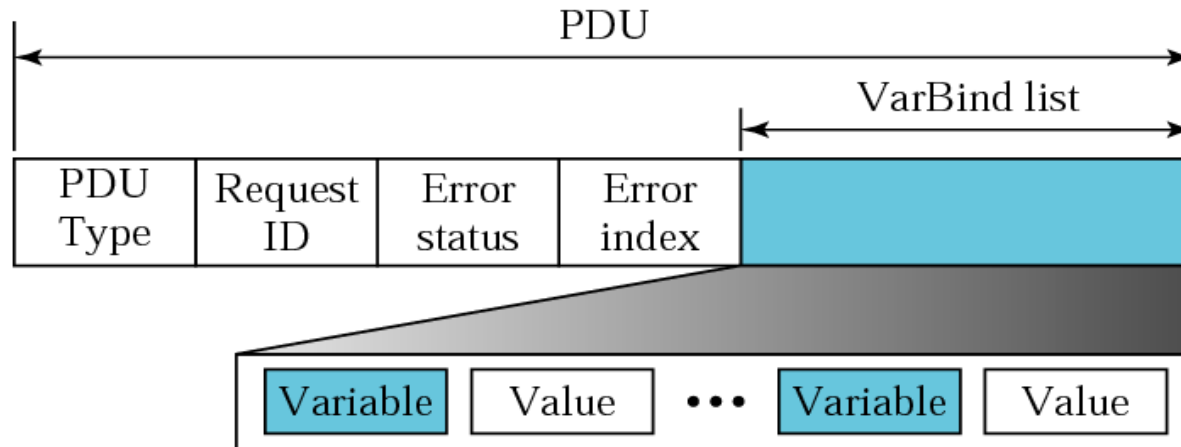 PDU
VarBind list
PDU Type
Request ID
Error status
Error index
Variable Value ••• Variable Value